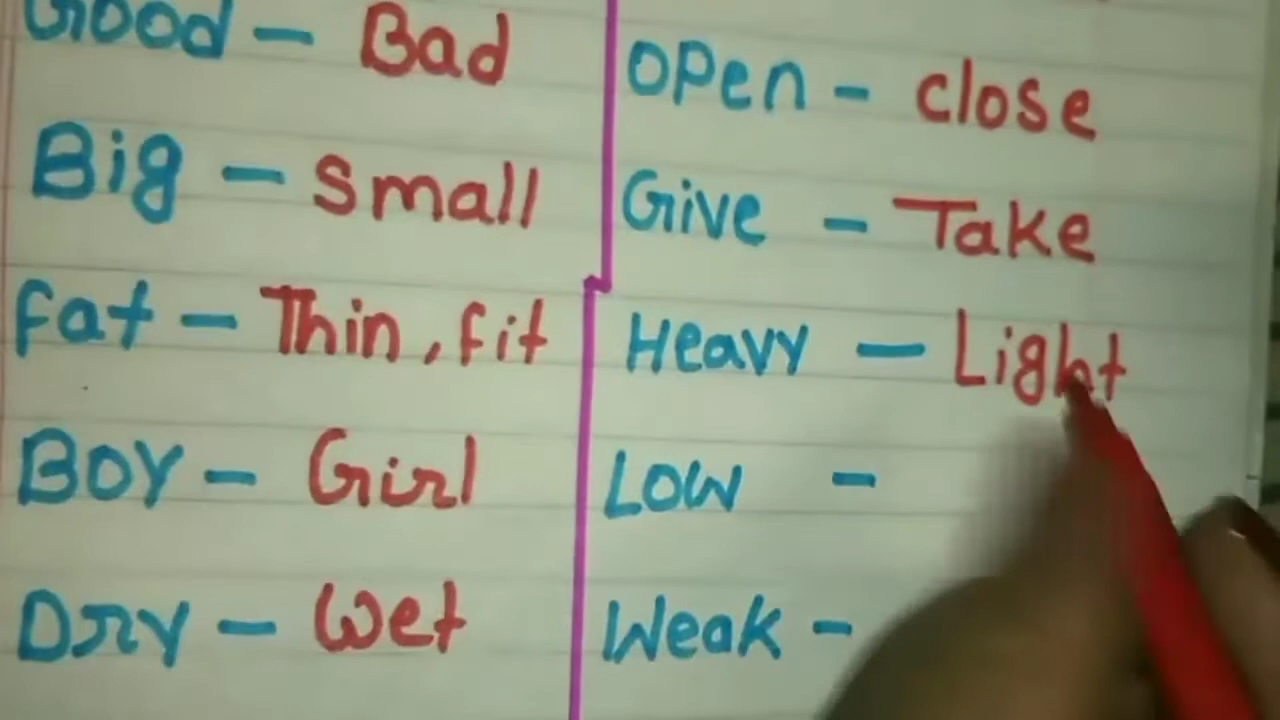 Good - Bad
Big - Small
Fat - Thin, Fit
Boy - Girl
Dry - Wet
Open - Close
Give - Take
Heavy - Light
Low -
Weak -